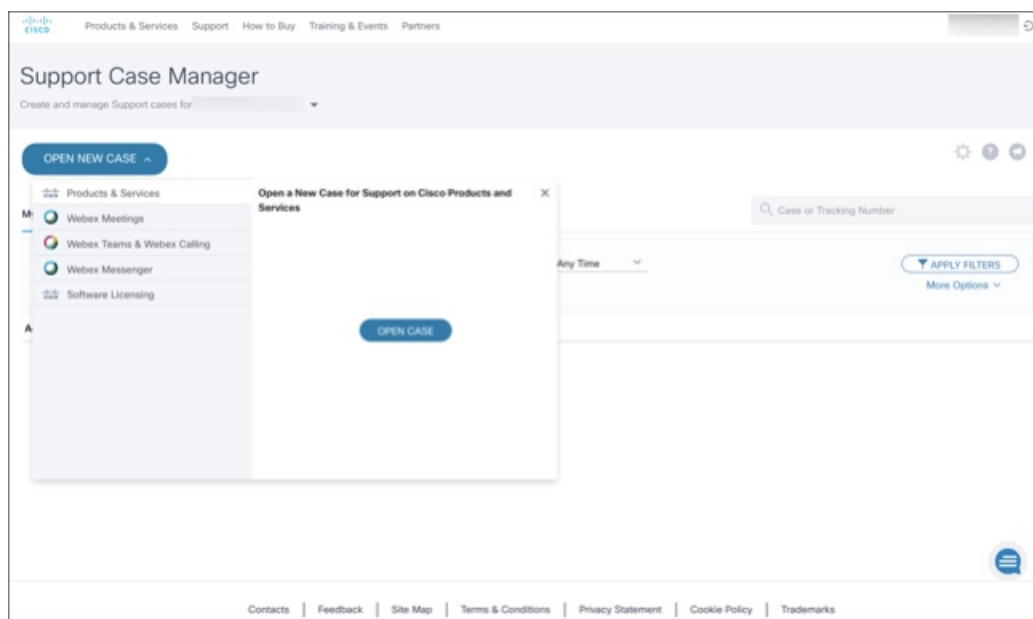 CISCO
Products & Services Support How to Buy Training & Events Partners
Support Case Manager
Create and manage Support cases for
OPEN NEW CASE
Products & Services
Open a New Case for Support on Cisco Products and
Services
Webex Meetings
Case or Tracking Number
Webex Teams & Webex Calling
Webex Messenger
Any Time
APPLY FILTERS
More Options
Software Licensing
OPEN CASE
Contacts | Feedback | Site Map | Terms & Conditions | Privacy Statement | Cookie Policy | Trademarks